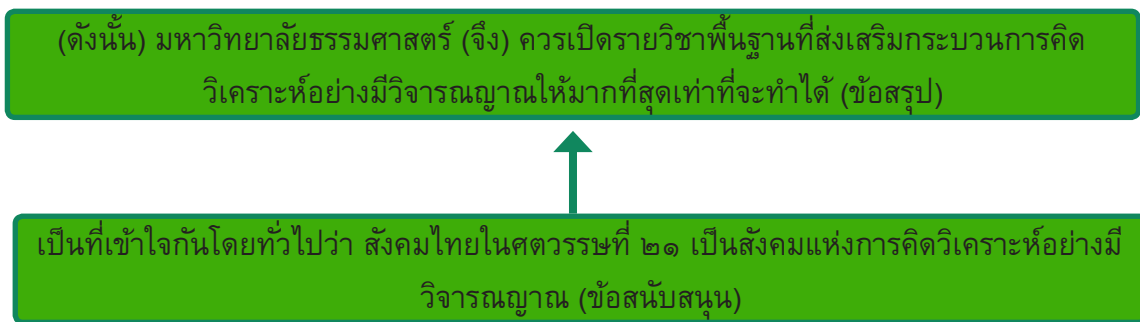 (ดังนั้น) มหาวิทยาลัยธรรมศาสตร์ (จึง) ควรเปิดรายวิชาพื้นฐานที่ส่งเสริมกระบวนการคิด
วิเคราะห์อย่างมีวิจารณญาณให้มากที่สุดเท่าที่จะทำได้ (ข้อสรุป)
เป็นที่เข้าใจกันโดยทั่วไปว่า สังคมไทยในศตวรรษที่ ๒๑ เป็นสังคมแห่งการคิดวิเคราะห์อย่างมี
วิจารณญาณ (ข้อสนับสนุน)